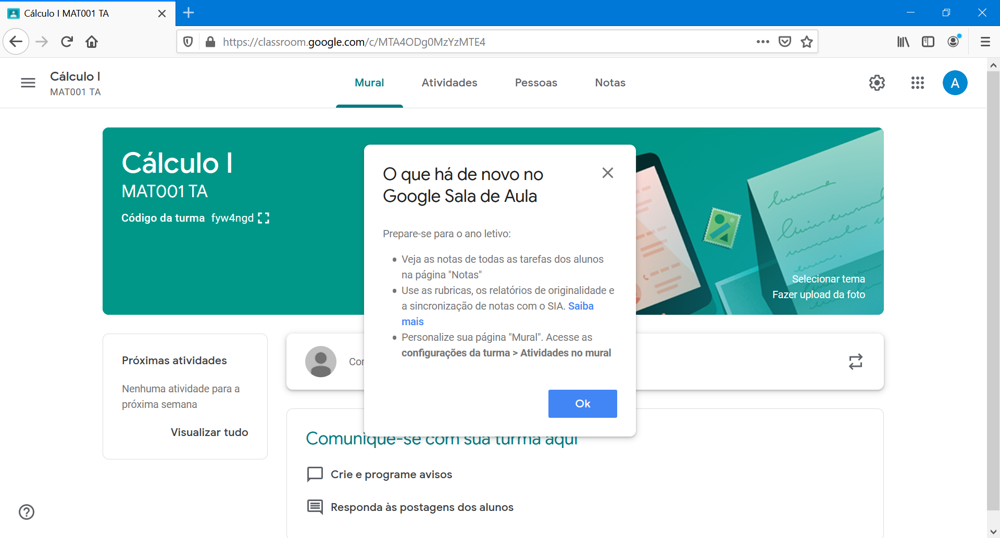 Cálculo I MAT001 TA
https://classroom.google.com/c/MTA4ODg0MzYzMTE4
Cálculo I
MAT001 TA
Mural
Atividades
Pessoas
Notas
A
Cálculo I
MAT001 TA
Código da turma fyw4ngd
Selecionar tema
Fazer upload da foto
O que há de novo no
Google Sala de Aula
Prepare-se para o ano letivo:
Veja as notas de todas as tarefas dos alunos
na página "Notas"
Use as rubricas, os relatórios de originalidade e
a sincronização de notas com o SIA. Saiba
mais
Personalize sua página "Mural". Acesse as
configurações da turma > Atividades no mural
Ok
Próximas atividades
Nenhuma atividade para a
próxima semana
Visualizar tudo
Comunique-se com sua turma aqui
Crie e programe avisos
Responda às postagens dos alunos